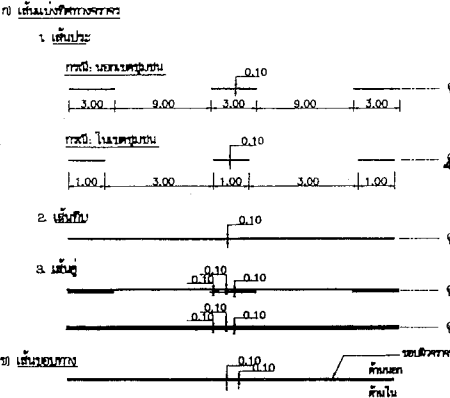 ก) เส้นแบ่งทิศทางจราจร
1. เส้นประ
กรณี: นอกเขตชุมชน
0.10
3.00 9.00 3.00 9.00 3.00
กรณี: ในเขตชุมชน
0.10
1.00 3.00 1.00 3.00 1.00
2. เส้นทึบ
0.10
3. เส้นคู่
0.10
0.10 0.10
0.10
0.10 0.10
ข) เส้นขอบทาง
0.10
0.10
ขอบผิวจราจร
ด้านนอก
ด้านใน